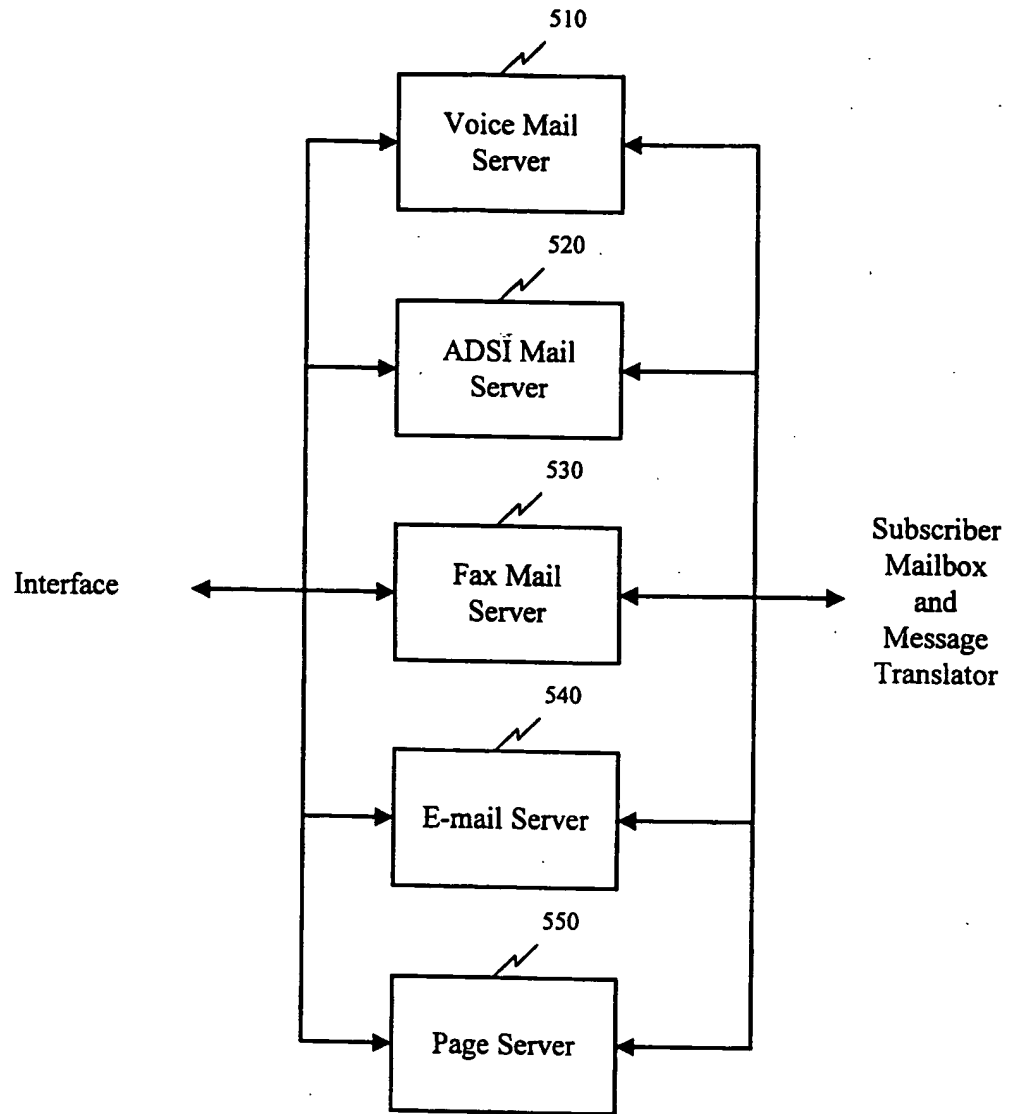 510
Voice Mail
Server
520
ADSI Mail
Server
530
Fax Mail
Server
Interface
Subscriber
Mailbox
and
Message
Translator
540
E-mail Server
550
Page Server